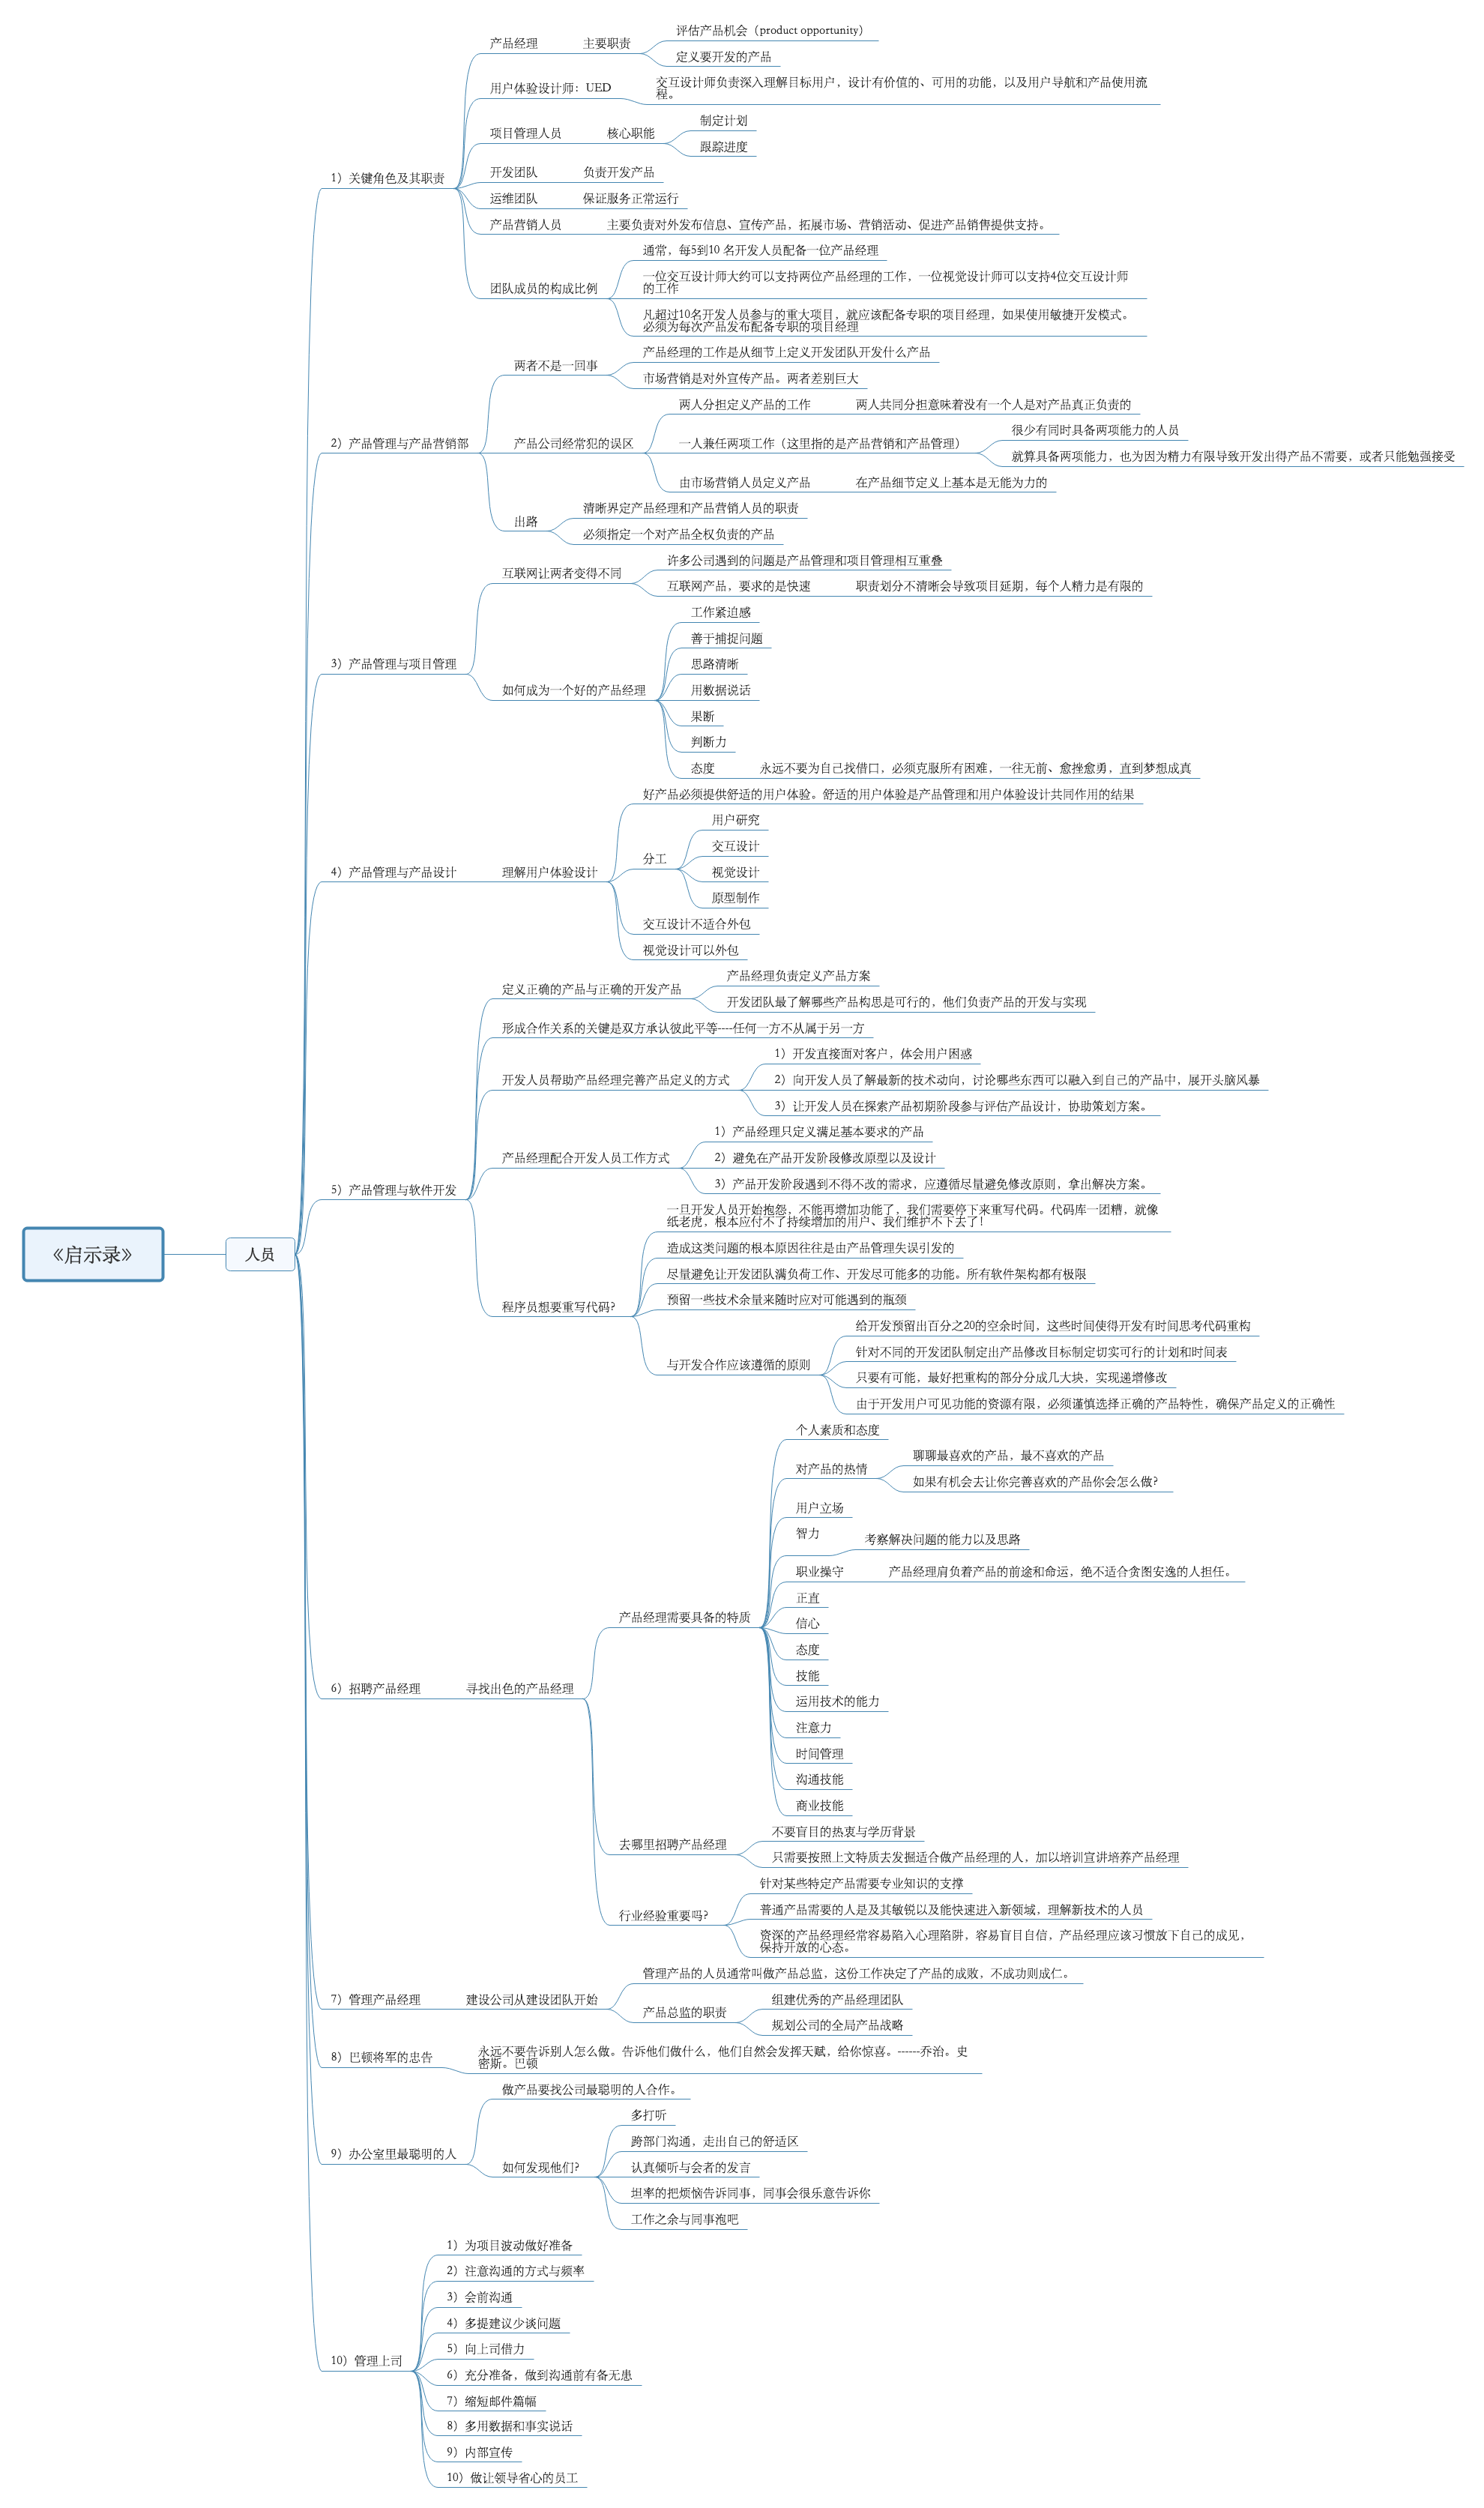 《启示录》
人员
1）关键角色及其职责
产品经理
主要职责
评估产品机会（product opportunity）
定义要开发的产品
用户体验设计师：UED
交互设计师负责深入理解目标用户，设计有价值的、可用的功能，以及用户导航和产品使用流
程。
项目管理人员
核心职能
制定计划
跟踪进度
开发团队
负责开发产品
运维团队
保证服务正常运行
产品营销人员
主要负责对外发布信息、宣传产品，拓展市场、营销活动、促进产品销售提供支持。
团队成员的构成比例
通常，每5到10 名开发人员配备一位产品经理
一位交互设计师大约可以支持两位产品经理的工作，一位视觉设计师可以支持4位交互设计师
的工作
凡超过10名开发人员参与的重大项目，就应该配备专职的项目经理，如果使用敏捷开发模式。
必须为每次产品发布配备专职的项目经理
2）产品管理与产品营销部
两者不是一回事
产品经理的工作是从细节上定义开发团队开发什么产品
市场营销是对外宣传产品。两者差别巨大
产品公司经常犯的误区
两人分担定义产品的工作
两人共同分担意味着没有一个人是对产品真正负责的
一人兼任两项工作（这里指的是产品营销和产品管理）
很少有同时具备两项能力的人员
就算具备两项能力，也为因为精力有限导致开发出得产品不需要，或者只能勉强接受
由市场营销人员定义产品
在产品细节定义上基本是无能为力的
出路
清晰界定产品经理和产品营销人员的职责
必须指定一个对产品全权负责的产品
3）产品管理与项目管理
互联网让两者变得不同
许多公司遇到的问题是产品管理和项目管理相互重叠
互联网产品，要求的是快速
职责划分不清晰会导致项目延期，每个人精力是有限的
如何成为一个好的产品经理
工作紧迫感
善于捕捉问题
思路清晰
用数据说话
果断
判断力
态度
永远不要为自己找借口，必须克服所有困难，一往无前、愈挫愈勇，直到梦想成真
4）产品管理与产品设计
理解用户体验设计
好产品必须提供舒适的用户体验。舒适的用户体验是产品管理和用户体验设计共同作用的结果
分工
用户研究
交互设计
视觉设计
原型制作
交互设计不适合外包
视觉设计可以外包
5）产品管理与软件开发
定义正确的产品与正确的开发产品
产品经理负责定义产品方案
开发团队最了解哪些产品构思是可行的，他们负责产品的开发与实现
形成合作关系的关键是双方承认彼此平等----任何一方不从属于另一方
开发人员帮助产品经理完善产品定义的方式
1）开发直接面对客户，体会用户困惑
2）向开发人员了解最新的技术动向，讨论哪些东西可以融入到自己的产品中，展开头脑风暴
3）让开发人员在探索产品初期阶段参与评估产品设计，协助策划方案。
产品经理配合开发人员工作方式
1）产品经理只定义满足基本要求的产品
2）避免在产品开发阶段修改原型以及设计
3）产品开发阶段遇到不得不改的需求，应遵循尽量避免修改原则，拿出解决方案。
程序员想要重写代码?
一旦开发人员开始抱怨，不能再增加功能了，我们需要停下来重写代码。代码库一团糟，就像
纸老虎，根本应付不了持续增加的用户、我们维护不下去了！
造成这类问题的根本原因往往是由产品管理失误引发的
尽量避免让开发团队满负荷工作、开发尽可能多的功能。所有软件架构都有极限
预留一些技术余量来随时应对可能遇到的瓶颈
与开发合作应该遵循的原则
给开发预留出百分之20的空余时间，这些时间使得开发有时间思考代码重构
针对不同的开发团队制定出产品修改目标制定切实可行的计划和时间表
只要有可能，最好把重构的部分分成几大块，实现递增修改
由于开发用户可见功能的资源有限，必须谨慎选择正确的产品特性，确保产品定义的正确性
6）招聘产品经理
寻找出色的产品经理
产品经理需要具备的特质
个人素质和态度
对产品的热情
聊聊最喜欢的产品，最不喜欢的产品
如果有机会去让你完善喜欢的产品你会怎么做?
用户立场
智力
考察解决问题的能力以及思路
职业操守
产品经理肩负着产品的前途和命运，绝不适合贪图安逸的人担任。
正直
信心
态度
技能
运用技术的能力
注意力
时间管理
沟通技能
商业技能
去哪里招聘产品经理
不要盲目的热衷与学历背景
只需要按照上文特质去发掘适合做产品经理的人，加以培训宣讲培养产品经理
行业经验重要吗?
针对某些特定产品需要专业知识的支撑
普通产品需要的人是及其敏锐以及能快速进入新领域，理解新技术的人员
资深的产品经理经常容易陷入心理陷阱，容易盲目自信，产品经理应该习惯放下自己的成见，
保持开放的心态。
7）管理产品经理
建设公司从建设团队开始
管理产品的人员通常叫做产品总监，这份工作决定了产品的成败，不成功则成仁。
产品总监的职责
组建优秀的产品经理团队
规划公司的全局产品战略
8）巴顿将军的忠告
永远不要告诉别人怎么做。告诉他们做什么，他们自然会发挥天赋，给你惊喜。------乔治。史
密斯。巴顿
9）办公室里最聪明的人
做产品要找公司最聪明的人合作。
如何发现他们?
多打听
跨部门沟通，走出自己的舒适区
认真倾听与会者的发言
坦率的把烦恼告诉同事，同事会很乐意告诉你
工作之余与同事泡吧
10）管理上司
1）为项目波动做好准备
2）注意沟通的方式与频率
3）会前沟通
4）多提建议少谈问题
5）向上司借力
6）充分准备，做到沟通前有备无患
7）缩短邮件篇幅
8）多用数据和事实说话
9）内部宣传
10）做让领导省心的员工